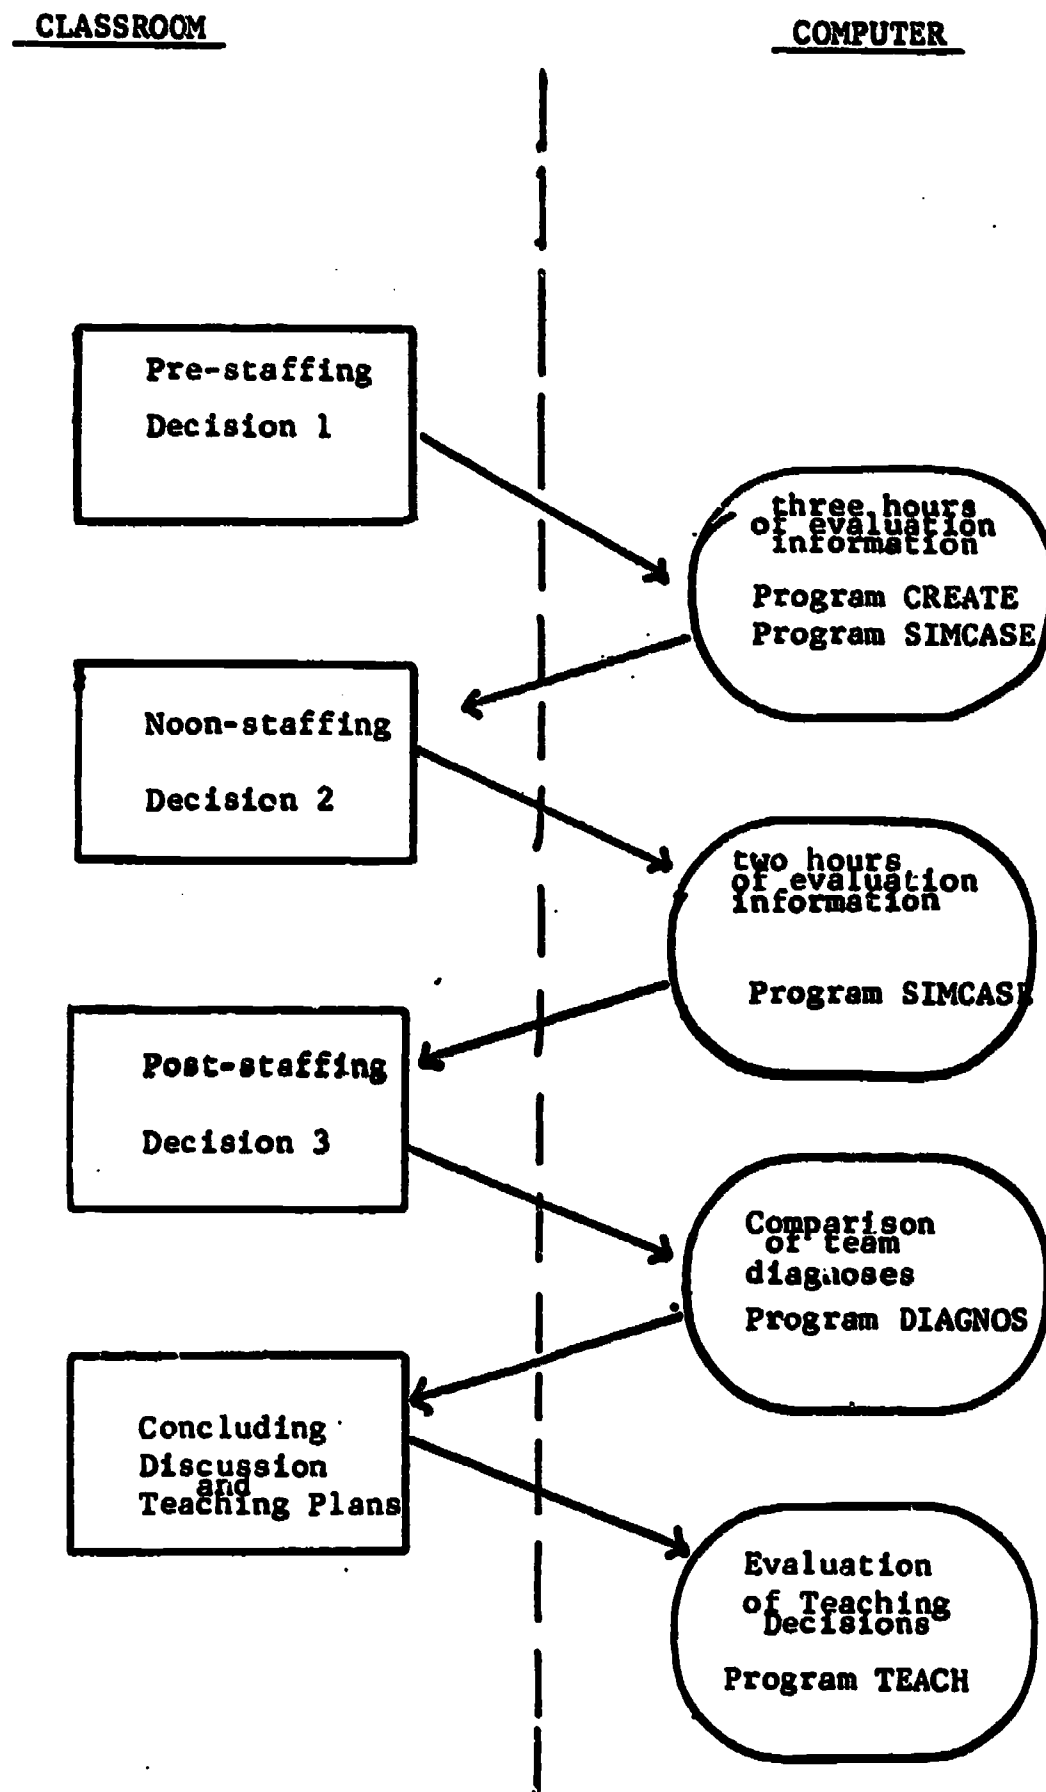 CLASSROOM
COMPUTER
Pre-staffing
Decision 1
three hours
of evaluation
information
Program CREATE
Program SIMCASE
Noon-staffing
Decision 2
two hours
of evaluation
information
Program SIMCASE
Post-staffing
Decision 3
Comparison
of team
diagnoses
Program DIAGNOS
Concluding
Discussion
and
Teaching Plans
Evaluation
of Teaching
Decisions
Program TEACH